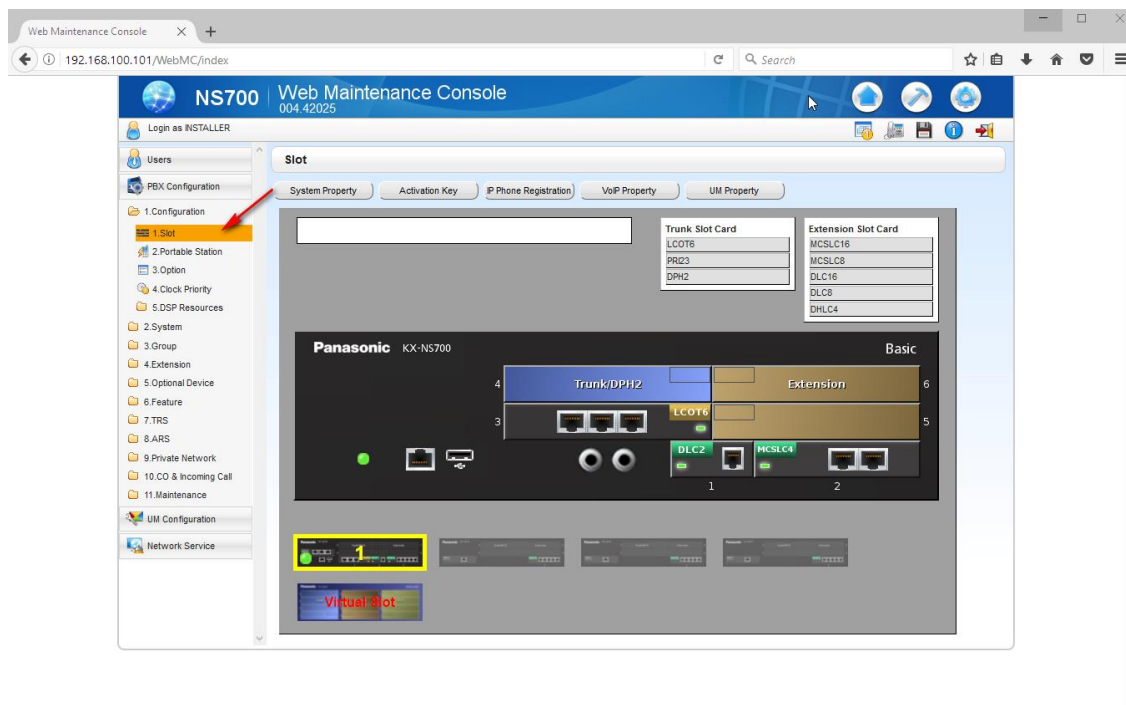 Web Maintenance Console
192.168.100.101/WebMC/index
Search
NS700
Web Maintenance Console
004.42025
Login as INSTALLER
Users
PBX Configuration
1.Configuration
1.Slot
2.Portable Station
3.Option
4.Clock Priority
5.DSP Resources
2.System
3.Group
4.Extension
5.Optional Device
6.Feature
7.TRS
8.ARS
9.Private Network
10.CO & Incoming Call
11.Maintenance
UM Configuration
Network Service
Slot
System Property
Activation Key
IP Phone Registration
VoIP Property
UM Property
Trunk Slot Card
LCOT6
PRI23
DPH2
Extension Slot Card
MCSLC16
MCSLC8
DLC16
DLC8
DHLC4
Panasonic KX-NS700
Basic
4
Trunk/DPH2
Extension
6
3
LCOT6
5
DLC2
MCSLC4
1
2
1
Virtual Slot